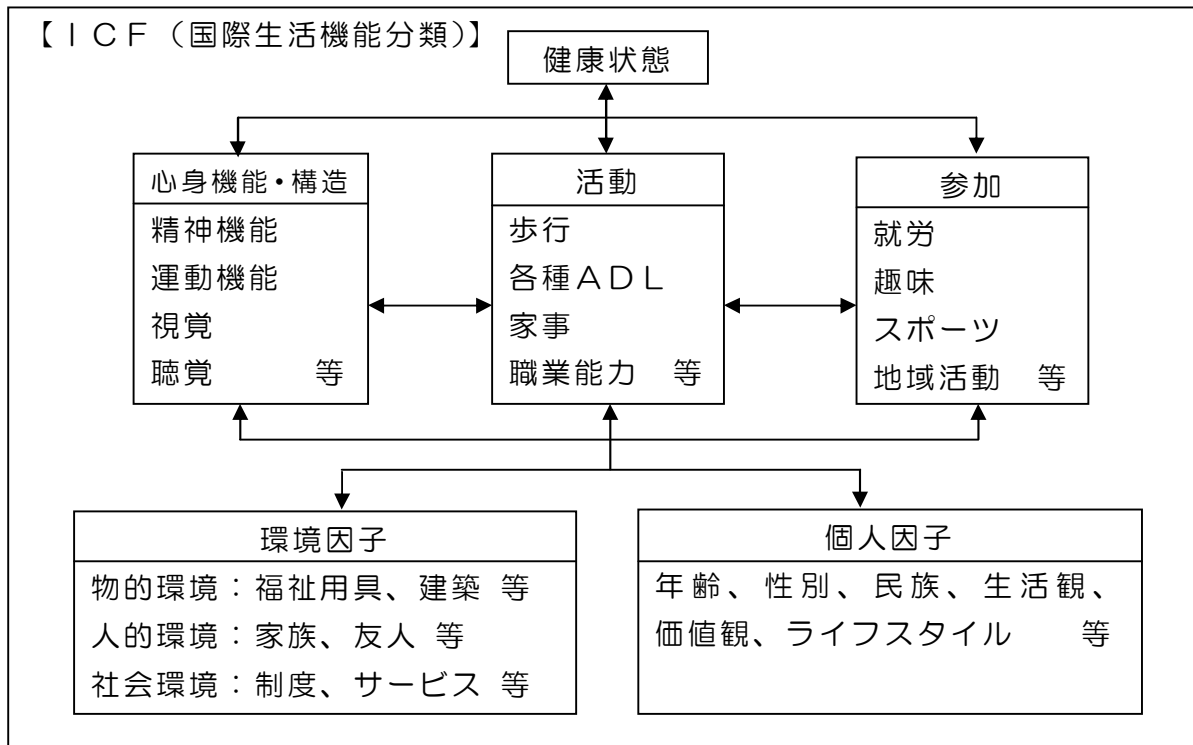 【ＩＣＦ（国際生活機能分類）】
健康状態
心身機能・構造
精神機能
運動機能
視覚
聴覚　　　等
活動
歩行
各種ＡＤＬ
家事
職業能力　等
参加
就労
趣味
スポーツ
地域活動　等
環境因子
物的環境：福祉用具、建築 等
人的環境：家族、友人 等
社会環境：制度、サービス 等
個人因子
年齢、性別、民族、生活観、
価値観、ライフスタイル　　等